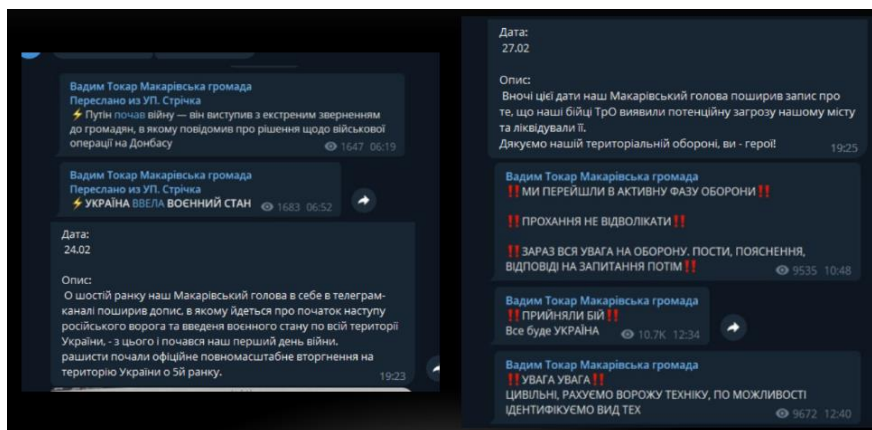 Вадим Токар Макарівська громада
Переслано из УП. Стрічка
⚡Путін почав війну — він виступив з екстреним зверненням
до громадян, в якому повідомив про рішення щодо військової
операції на Донбасу
1647 06:19
Вадим Токар Макарівська громада
Переслано из УП. Стрічка
⚡УКРАЇНА ВВЕЛА ВОЄННИЙ СТАН
1683 06:52
Дата:
24.02
Опис:
О шостій ранку наш Макарівський голова в себе в телеграм-
каналі поширив допис, в якому йдеться про початок наступу
російського ворога та введеня воєнного стану по всій території
України, - з цього і почався наш перший день війни.
рашисти почали офіційне повномасштабне вторгнення на
територію України о 5й ранку.
19:23
Дата:
27.02
Опис:
Вночі цієї дати наш Макарівський голова поширив запис про
те, що наші бійці ТрО виявили потенційну загрозу нашому місту
та ліквідували її.
Дякуємо нашій територіальній обороні, ви - герої!
19:25
Вадим Токар Макарівська громада
‼️МИ ПЕРЕЙШЛИ В АКТИВНУ ФАЗУ ОБОРОНИ‼️
‼️ПРОХАННЯ НЕ ВІДВОЛІКАТИ‼️
‼️ЗАРАЗ ВСЯ УВАГА НА ОБОРОНУ. ПОСТИ, ПОЯСНЕННЯ,
ВІДПОВІДІ НА ЗАПИТАННЯ ПОТІМ‼️
9535 10:48
Вадим Токар Макарівська громада
‼️ПРИЙНЯЛИ БІЙ‼️
Все буде УКРАЇНА
10.7K 12:34
Вадим Токар Макарівська громада
‼️УВАГА УВАГА‼️
ЦИВІЛЬНІ, РАХУЄМО ВОРОЖУ ТЕХНІКУ, ПО МОЖЛИВОСТІ
ІДЕНТИФІКУЄМО ВИД ТЕХ
9672 12:40